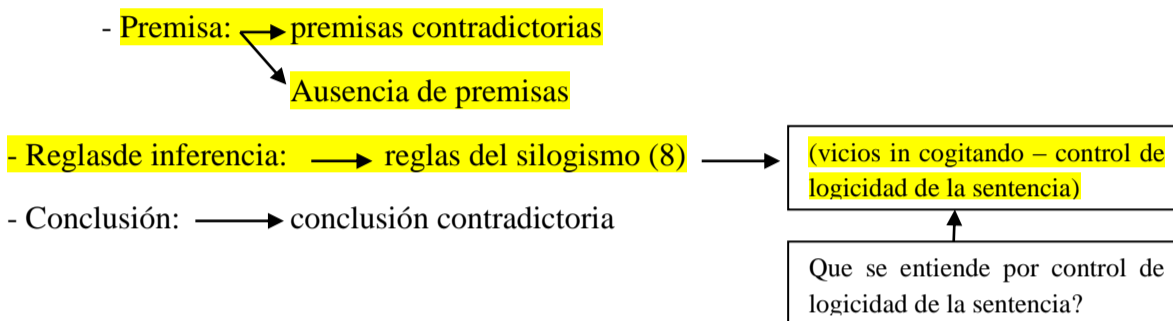 - Premisa: premisas contradictorias
Ausencia de premisas
- Reglasde inferencia: reglas del silogismo (8)
(vicios in cogitando – control de
logicidad de la sentencia)
- Conclusión: conclusión contradictoria
Que se entiende por control de
logicidad de la sentencia?